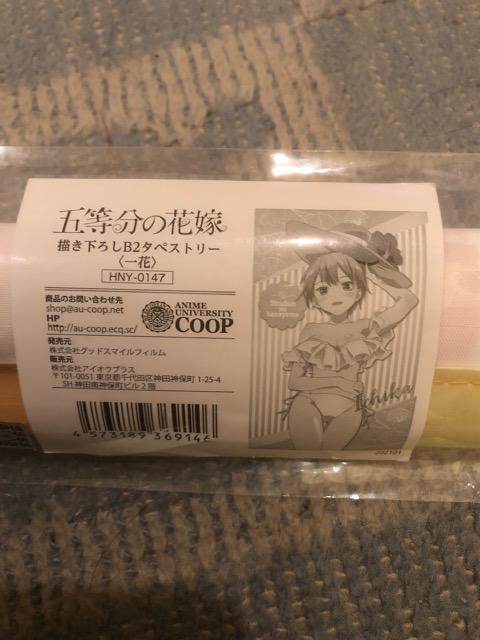 五等分の花嫁
描き下ろしB2タペストリー
〈一花〉
HNY-0147
商品のお問い合わせ先
shop@au-coop.net
HP
http://au-coop.ecq.sc/
ANIME
UNIVERSITY
COOP
発売元
株式会社グッドスマイルフィルム
販売元
株式会社アイオウプラス
〒101-0051 東京都千代田区神田神保町 1-25-4
SH 神田南神保町ビル2階
4 573189 369146
Ichika
202101